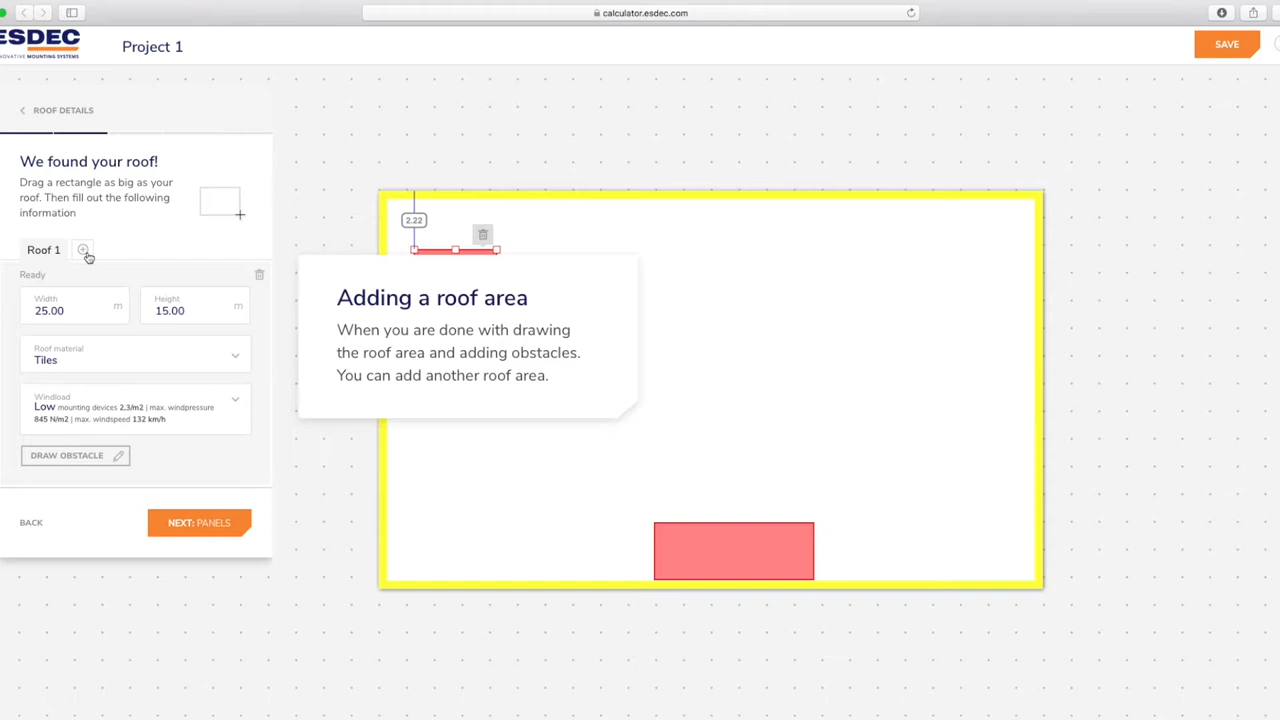 calculator.esdec.com
ESDEC
NOVATIVE MOUNTING SYSTEMS
Project 1
SAVE
ROOF DETAILS
We found your roof!
Drag a rectangle as big as your
roof. Then fill out the following
information
Roof 1
Ready
Width
25.00 m
Height
15.00 m
Roof material
Tiles
Windload
Low mounting devices 2,3/m2 | max. windpressure
845 N/m2 | max. windspeed 132 km/h
DRAW OBSTACLE
BACK
NEXT: PANELS
2.22
Adding a roof area
When you are done with drawing
the roof area and adding obstacles.
You can add another roof area.